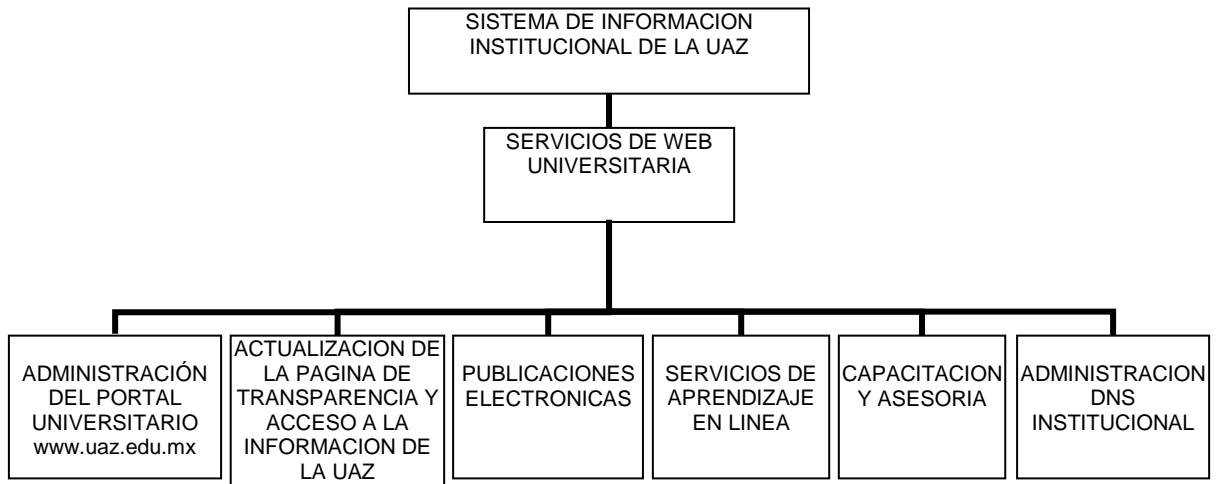 SISTEMA DE INFORMACION
INSTITUCIONAL DE LA UAZ
SERVICIOS DE WEB
UNIVERSITARIA
ADMINISTRACIÓN
DEL PORTAL
UNIVERSITARIO
www.uaz.edu.mx
ACTUALIZACION DE
LA PAGINA DE
TRANSPARENCIA Y
ACCESO A LA
INFORMACION DE
LA UAZ
PUBLICACIONES
ELECTRONICAS
SERVICIOS DE
APRENDIZAJE
EN LINEA
CAPACITACION
Y ASESORIA
ADMINISTRACION
DNS
INSTITUCIONAL